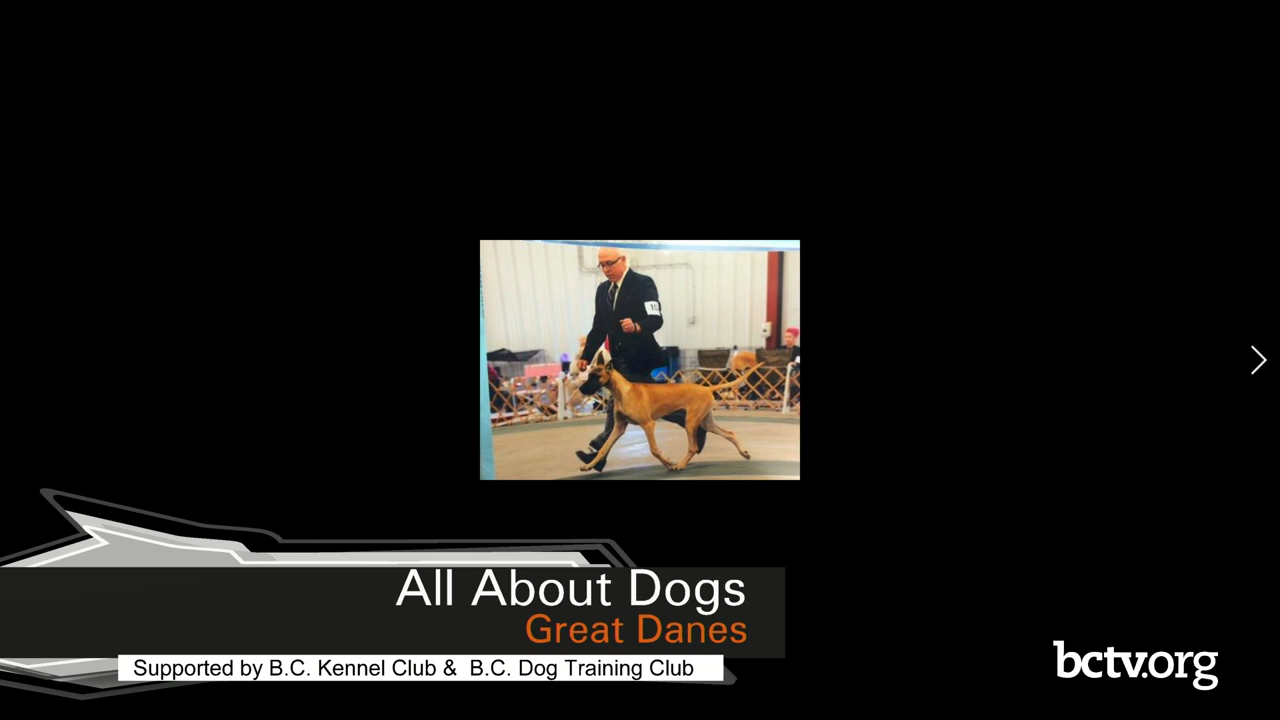 All About Dogs
Great Danes
Supported by B.C. Kennel Club & B.C. Dog Training Club
bctv.org